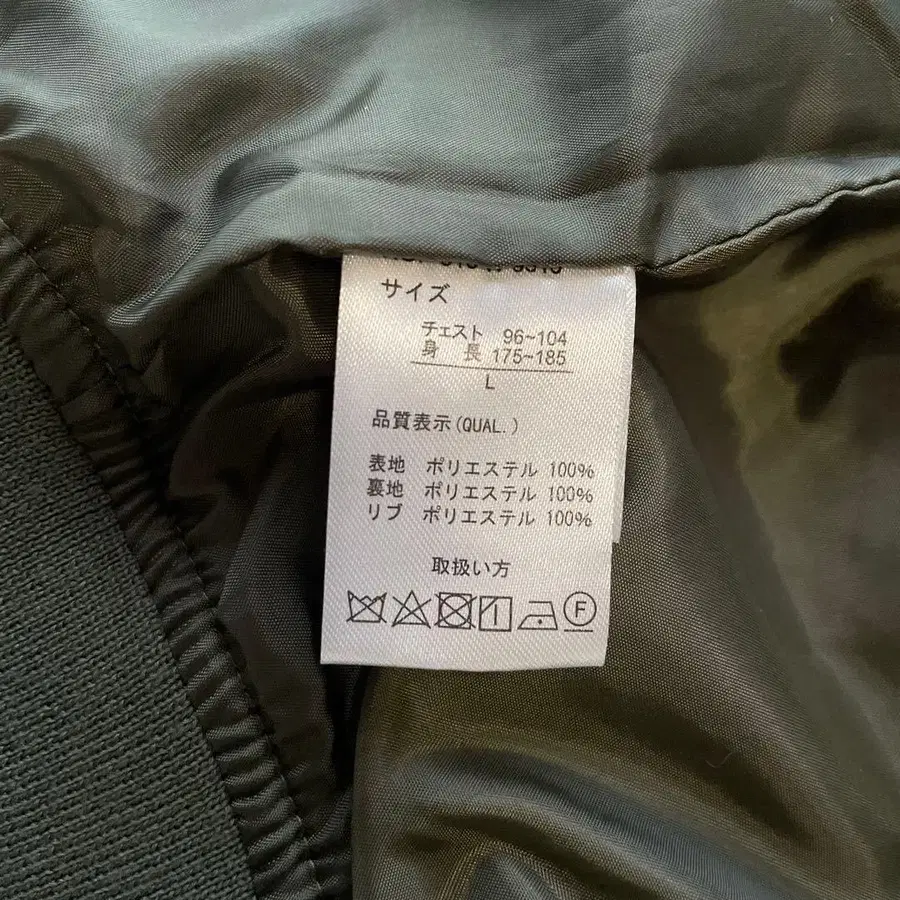 サイズ
チェスト 96~104
身 長 175~185
L
品質表示(QUAL.)
表地 ポリエステル 100%
裏地 ポリエステル 100%
リブ ポリエステル 100%
取扱い方
F